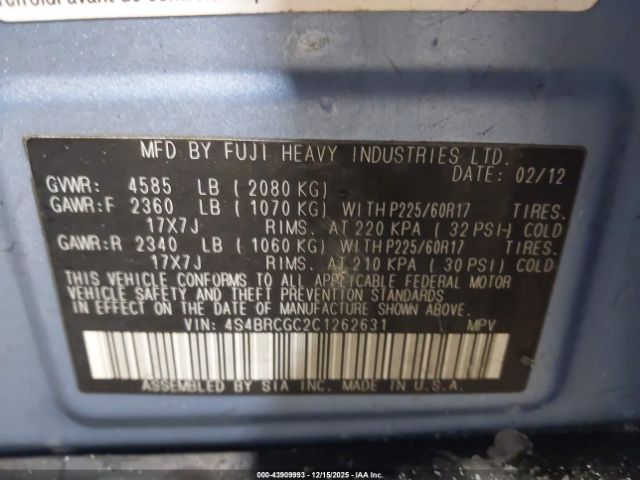 MFD BY FUJI HEAVY INDUSTRIES LTD.
DATE: 02/12
GVWR: 4585 LB ( 2080 KG)
GAWR:F 2360 LB ( 1070 KG) WITH P225/60R17 TIRES.
17X7J RIMS. AT 220 KPA ( 32 PSI) COLD
GAWR:R 2340 LB ( 1060 KG) WITH P225/60R17 TIRES.
17X7J RIMS. AT 210 KPA ( 30 PSI) COLD
THIS VEHICLE CONFORMS TO ALL APPLICABLE FEDERAL MOTOR
VEHICLE SAFETY AND THEFT PREVENTION STANDARDS
IN EFFECT ON THE DATE OF MANUFACTURE SHOWN ABOVE.
VIN: 4S4BRCGC2C1262631 MPV
ASSEMBLED BY SIA INC. MADE IN U.S.A.
000-43909993 - 12/15/2025 - IAA